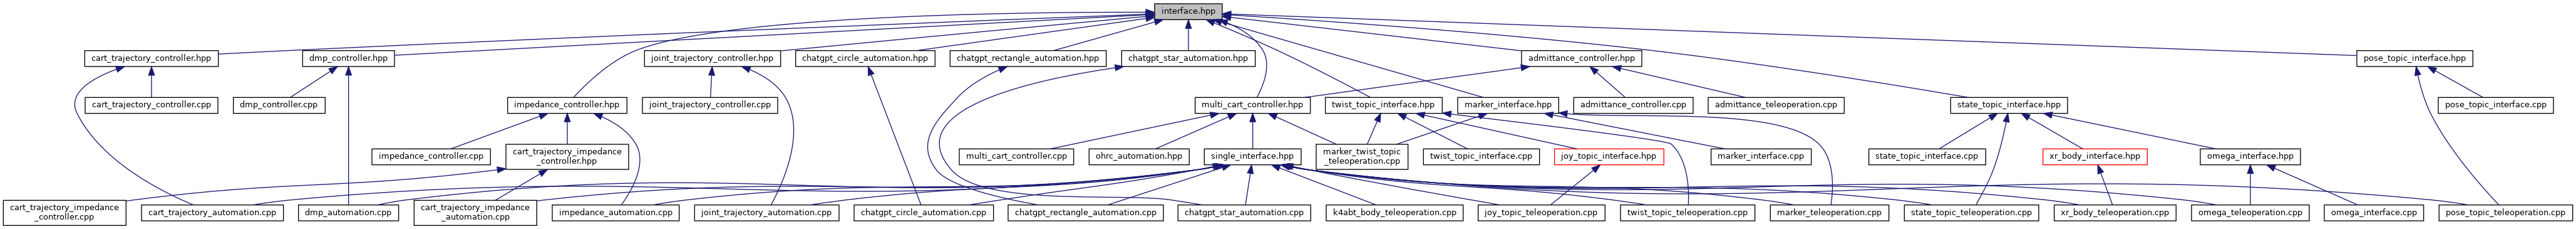 interface.hpp
cart_trajectory_controller.hpp
dmp_controller.hpp
joint_trajectory_controller.hpp
chatgpt_circle_automation.hpp
chatgpt_rectangle_automation.hpp
chatgpt_star_automation.hpp
admittance_controller.hpp
pose_topic_interface.hpp
cart_trajectory_controller.cpp
dmp_controller.cpp
impedance_controller.hpp
joint_trajectory_controller.cpp
multi_cart_controller.hpp
twist_topic_interface.hpp
marker_interface.hpp
admittance_controller.cpp
admittance_teleoperation.cpp
state_topic_interface.hpp
pose_topic_interface.cpp
impedance_controller.cpp
cart_trajectory_impedance
_controller.hpp
multi_cart_controller.cpp
ohrc_automation.hpp
single_interface.hpp
marker_twist_topic
_teleoperation.cpp
twist_topic_interface.cpp
joy_topic_interface.hpp
marker_interface.cpp
state_topic_interface.cpp
xr_body_interface.hpp
omega_interface.hpp
cart_trajectory_impedance
_controller.cpp
cart_trajectory_automation.cpp
dmp_automation.cpp
cart_trajectory_impedance
_automation.cpp
impedance_automation.cpp
joint_trajectory_automation.cpp
chatgpt_circle_automation.cpp
chatgpt_rectangle_automation.cpp
chatgpt_star_automation.cpp
k4abt_body_teleoperation.cpp
joy_topic_teleoperation.cpp
twist_topic_teleoperation.cpp
marker_teleoperation.cpp
state_topic_teleoperation.cpp
xr_body_teleoperation.cpp
omega_teleoperation.cpp
omega_interface.cpp
pose_topic_teleoperation.cpp